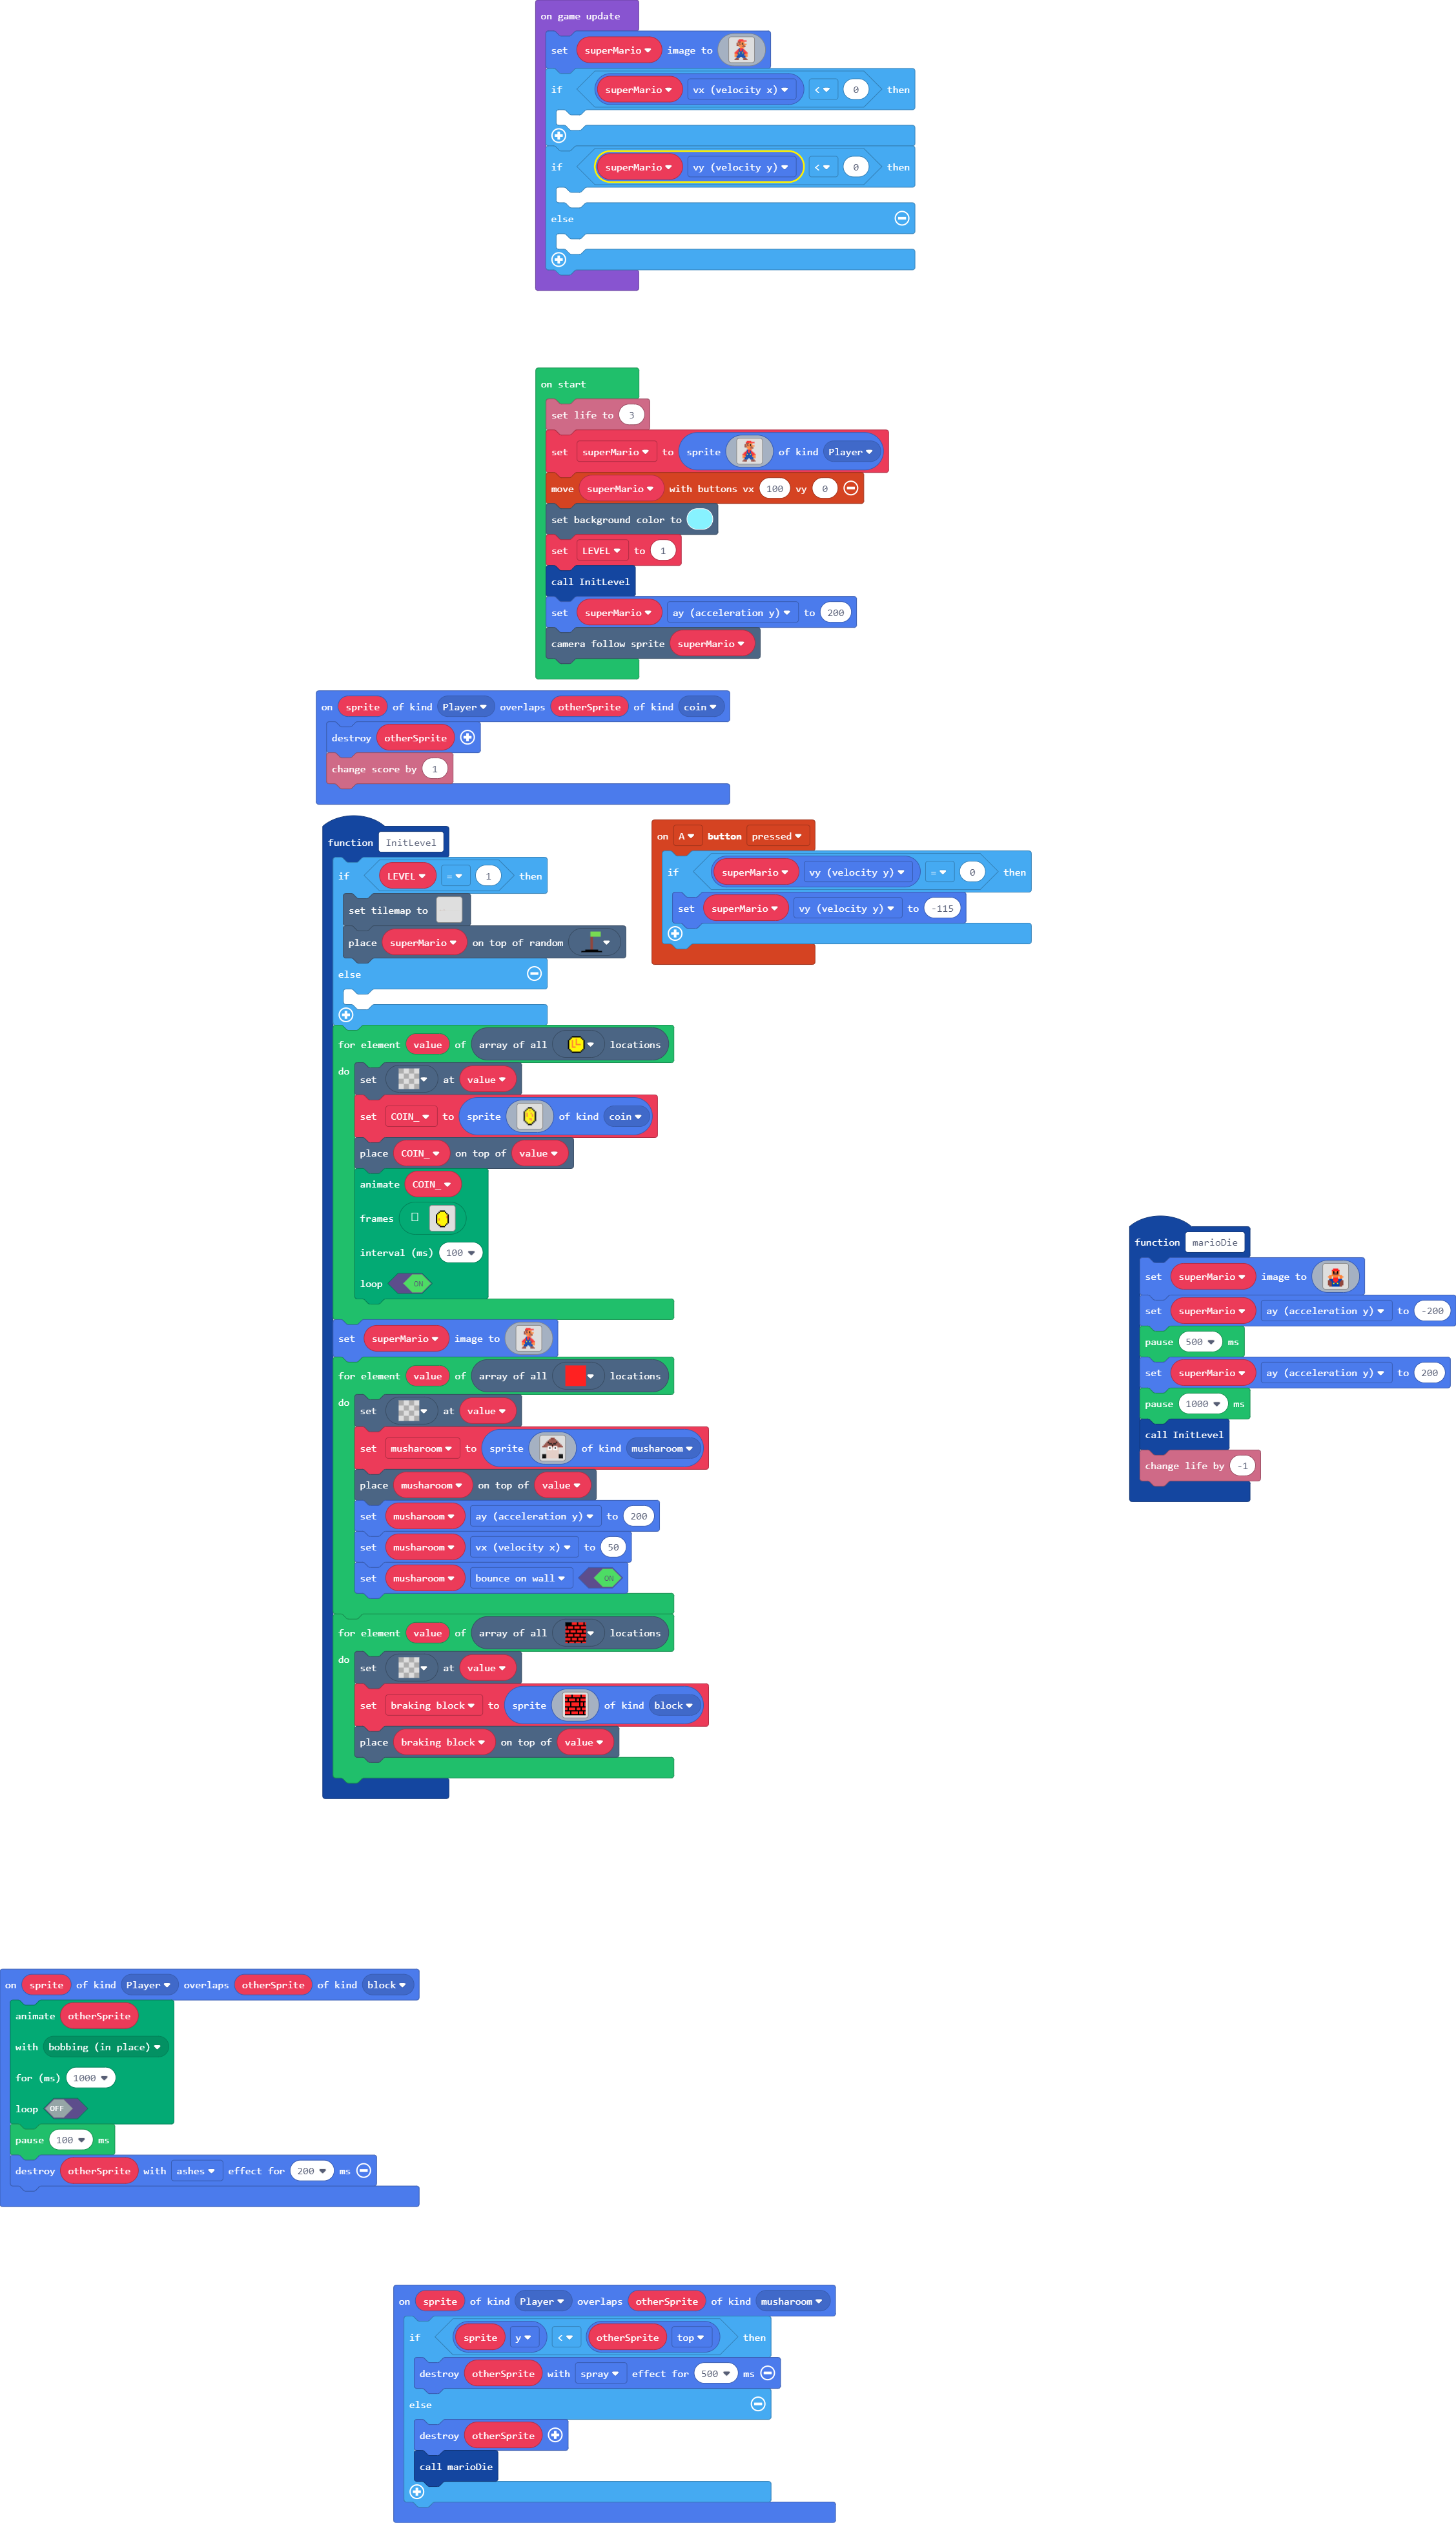 on game update
set superMario image to
if superMario vx (velocity x) < 0 then
if superMario vy (velocity y) < 0 then
else
on start
set life to 3
set superMario to sprite of kind Player
move superMario with buttons vx 100 vy 0
set background color to
set LEVEL to 1
call InitLevel
set superMario ay (acceleration y) to 200
camera follow sprite superMario
on sprite of kind Player overlaps otherSprite of kind coin
destroy otherSprite
change score by 1
function InitLevel
if LEVEL = 1 then
set tilemap to
place superMario on top of random
else
for element value of array of all locations
do set at value
set COIN_ to sprite of kind coin
place COIN_ on top of value
animate COIN_
frames
interval (ms) 100
loop ON
set superMario image to
for element value of array of all locations
do set at value
set musharoom to sprite of kind musharoom
place musharoom on top of value
set musharoom ay (acceleration y) to 200
set musharoom vx (velocity x) to 50
set musharoom bounce on wall ON
for element value of array of all locations
do set at value
set braking block to sprite of kind block
place braking block on top of value
on A button pressed
if superMario vy (velocity y) = 0 then
set superMario vy (velocity y) to -115
function marioDie
set superMario image to
set superMario ay (acceleration y) to -200
pause 500 ms
set superMario ay (acceleration y) to 200
pause 1000 ms
call InitLevel
change life by -1
on sprite of kind Player overlaps otherSprite of kind block
animate otherSprite
with bobbing (in place)
for (ms) 1000
loop OFF
pause 100 ms
destroy otherSprite with ashes effect for 200 ms
on sprite of kind Player overlaps otherSprite of kind musharoom
if sprite y < otherSprite top then
destroy otherSprite with spray effect for 500 ms
else
destroy otherSprite
call marioDie